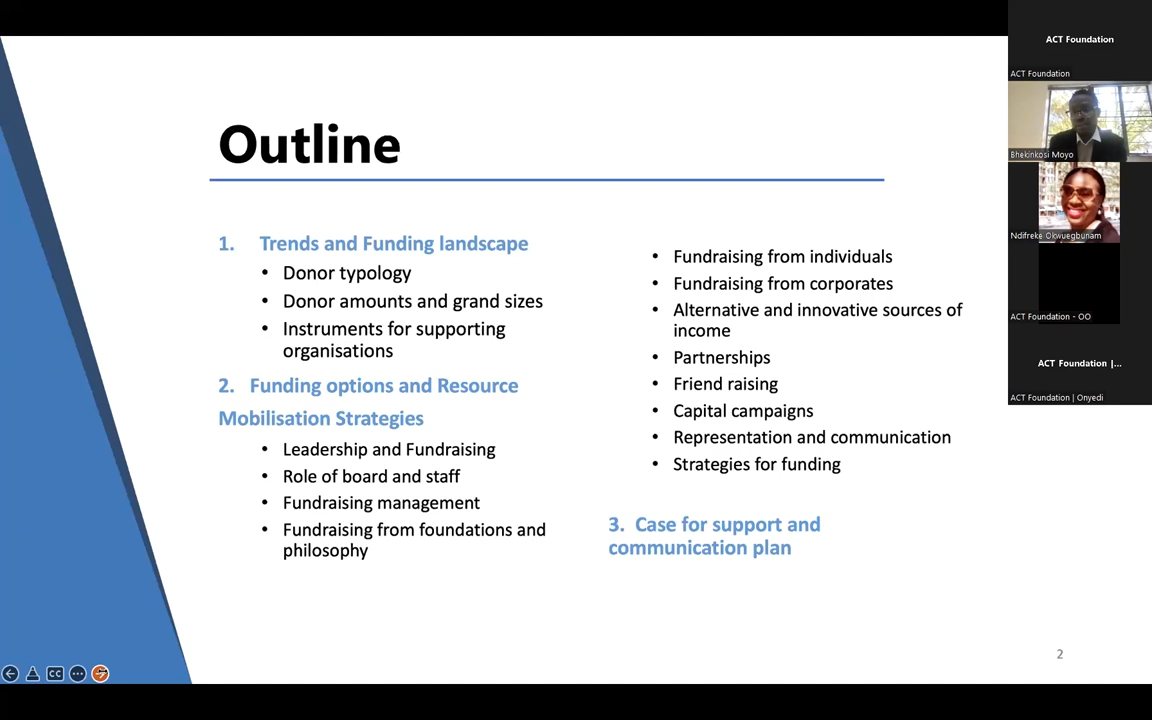 Outline
1. Trends and Funding landscape
• Donor typology
• Donor amounts and grand sizes
• Instruments for supporting
organisations
2. Funding options and Resource
Mobilisation Strategies
• Leadership and Fundraising
• Role of board and staff
• Fundraising management
• Fundraising from foundations and
philosophy
• Fundraising from individuals
• Fundraising from corporates
• Alternative and innovative sources of
income
• Partnerships
• Friend raising
• Capital campaigns
• Representation and communication
• Strategies for funding
3. Case for support and
communication plan
2
CC
ACT Foundation
ACT Foundation
Bhekinkosi Moyo
Ndifreke Okwuegbunam
ACT Foundation - OO
ACT Foundation |...
ACT Foundation | Onyedi